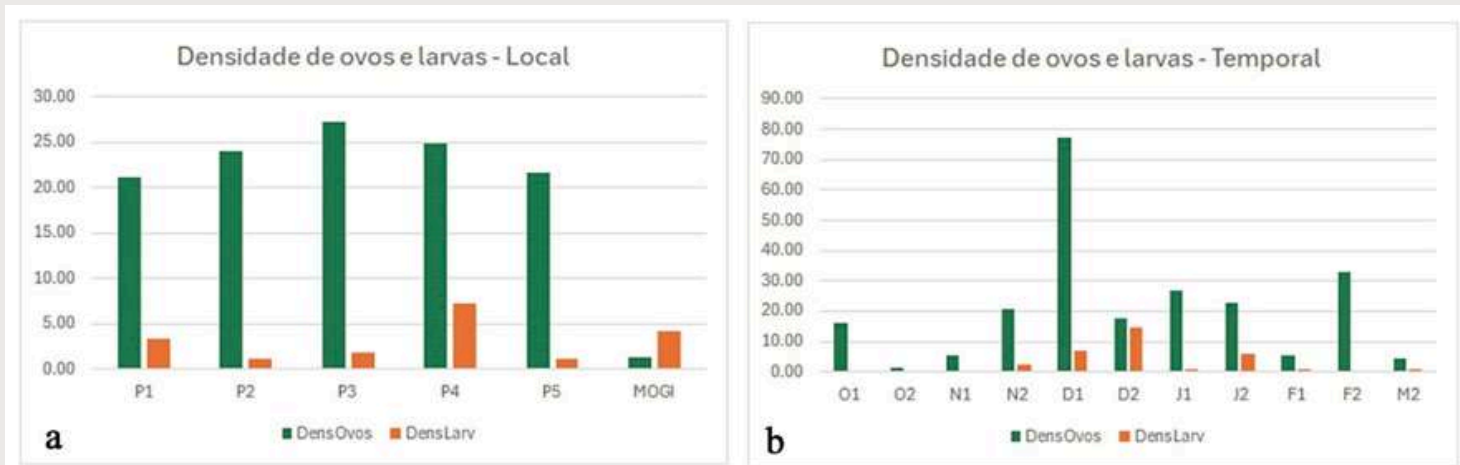 Densidade de ovos e larvas - Local
30.00
25.00
20.00
15.00
10.00
5.00
0.00
P1 P2 P3 P4 P5 MOGI
DensOvos DensLarv
a
Densidade de ovos e larvas - Temporal
90.00
80.00
70.00
60.00
50.00
40.00
30.00
20.00
10.00
0.00
O1 O2 N1 N2 D1 D2 J1 J2 F1 F2 M2
DensOvos DensLarv
b